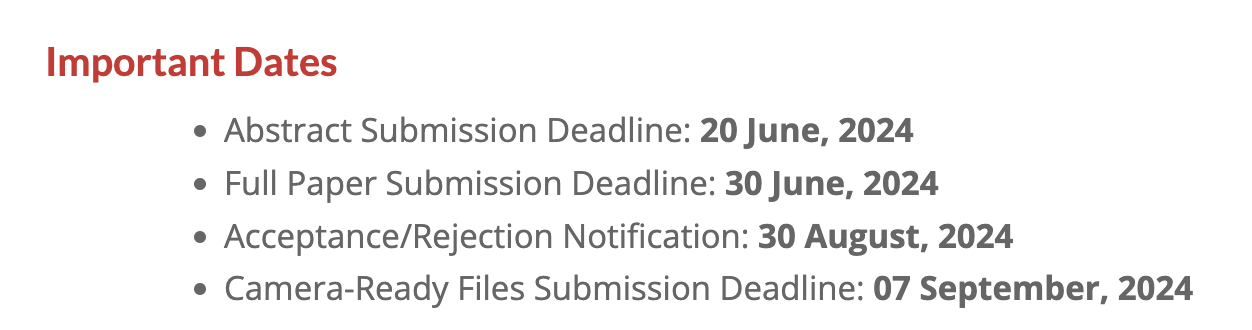 Important Dates
• Abstract Submission Deadline: 20 June, 2024
• Full Paper Submission Deadline: 30 June, 2024
• Acceptance/Rejection Notification: 30 August, 2024
• Camera-Ready Files Submission Deadline: 07 September, 2024